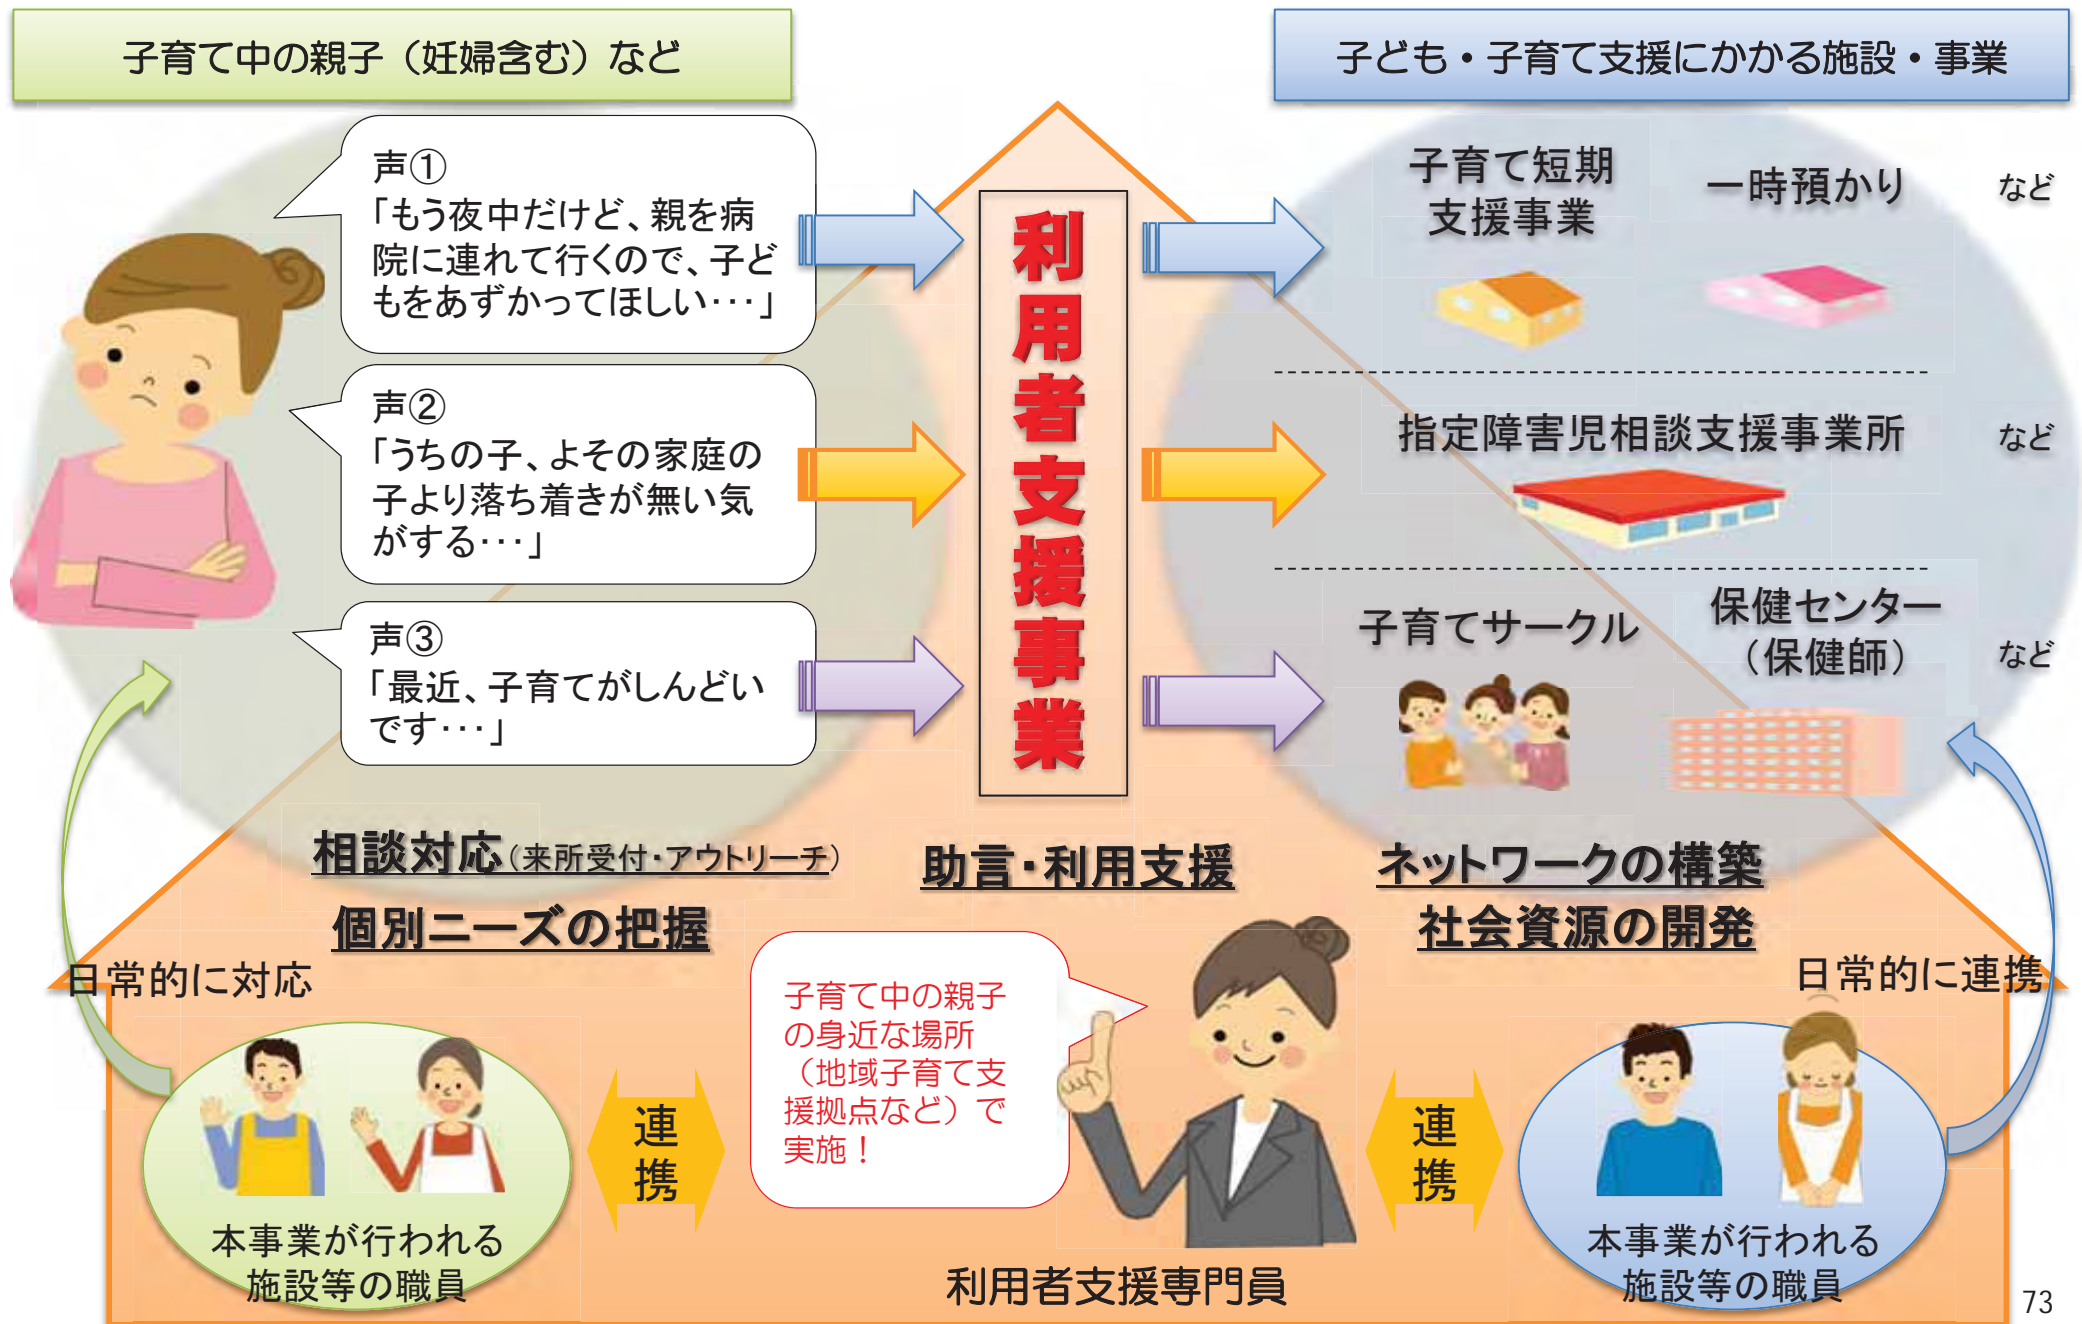 子育て中の親子（妊婦含む）など
子ども・子育て支援にかかる施設・事業
声①
「もう夜中だけど、親を病
院に連れて行くので、子ど
もをあずかってほしい･･･」
声②
「うちの子、よその家庭の
子より落ち着きが無い気
がする･･･」
声③
「最近、子育てがしんどい
です･･･」
利用者支援事業
子育て短期
支援事業
一時預かり
など
指定障害児相談支援事業所
など
子育てサークル
保健センター
（保健師）
など
相談対応（来所受付・アウトリーチ）
個別ニーズの把握
助言・利用支援
ネットワークの構築
社会資源の開発
日常的に対応
日常的に連携
子育て中の親子
の身近な場所
（地域子育て支
援拠点など）で
実施！
連携
連携
本事業が行われる
施設等の職員
利用者支援専門員
本事業が行われる
施設等の職員
73